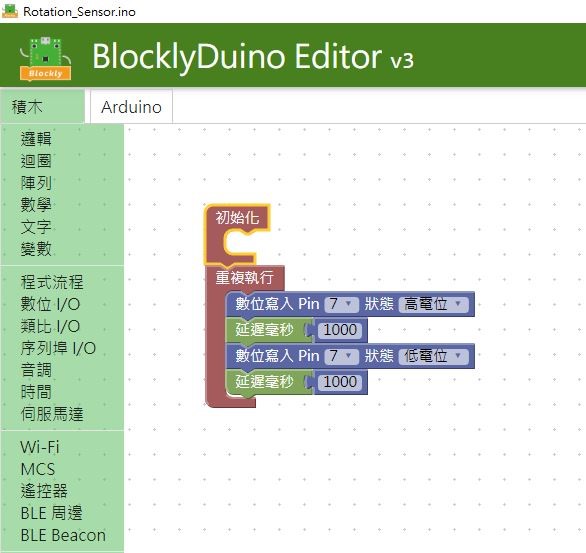 Rotation_Sensor.ino
Blockly
BlocklyDuino Editor v3
積木
Arduino
邏輯
迴圈
陣列
數學
文字
變數
程式流程
數位 I/O
類比 I/O
序列埠 I/O
音調
時間
伺服馬達
Wi-Fi
MCS
遙控器
BLE 周邊
BLE Beacon
初始化
重複執行
數位寫入 Pin 7 狀態 高電位
延遲毫秒 1000
數位寫入 Pin 7 狀態 低電位
延遲毫秒 1000